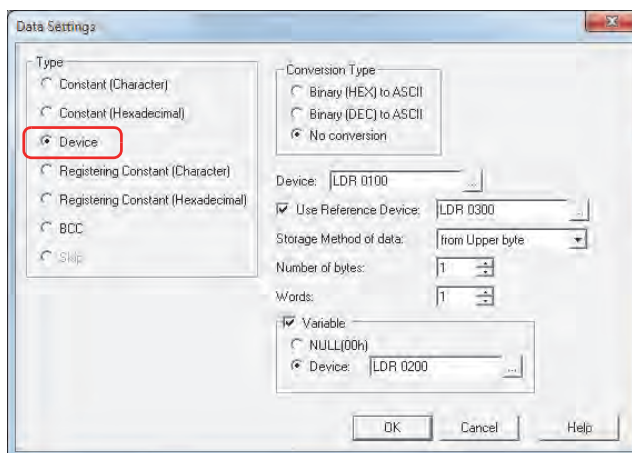 Data Settings
Type
Constant (Character)
Constant (Hexadecimal)
Device
Registering Constant (Character)
Registering Constant (Hexadecimal)
BCC
Skip
Conversion Type
Binary (HEX) to ASCII
Binary (DEC) to ASCII
No conversion
Device: LDR 0100 ...
Use Reference Device: LDR 0300 ...
Storage Method of data: from Upper byte
Number of bytes: 1
Words: 1
Variable
NULL(00h)
Device: LDR 0200 ...
OK Cancel Help